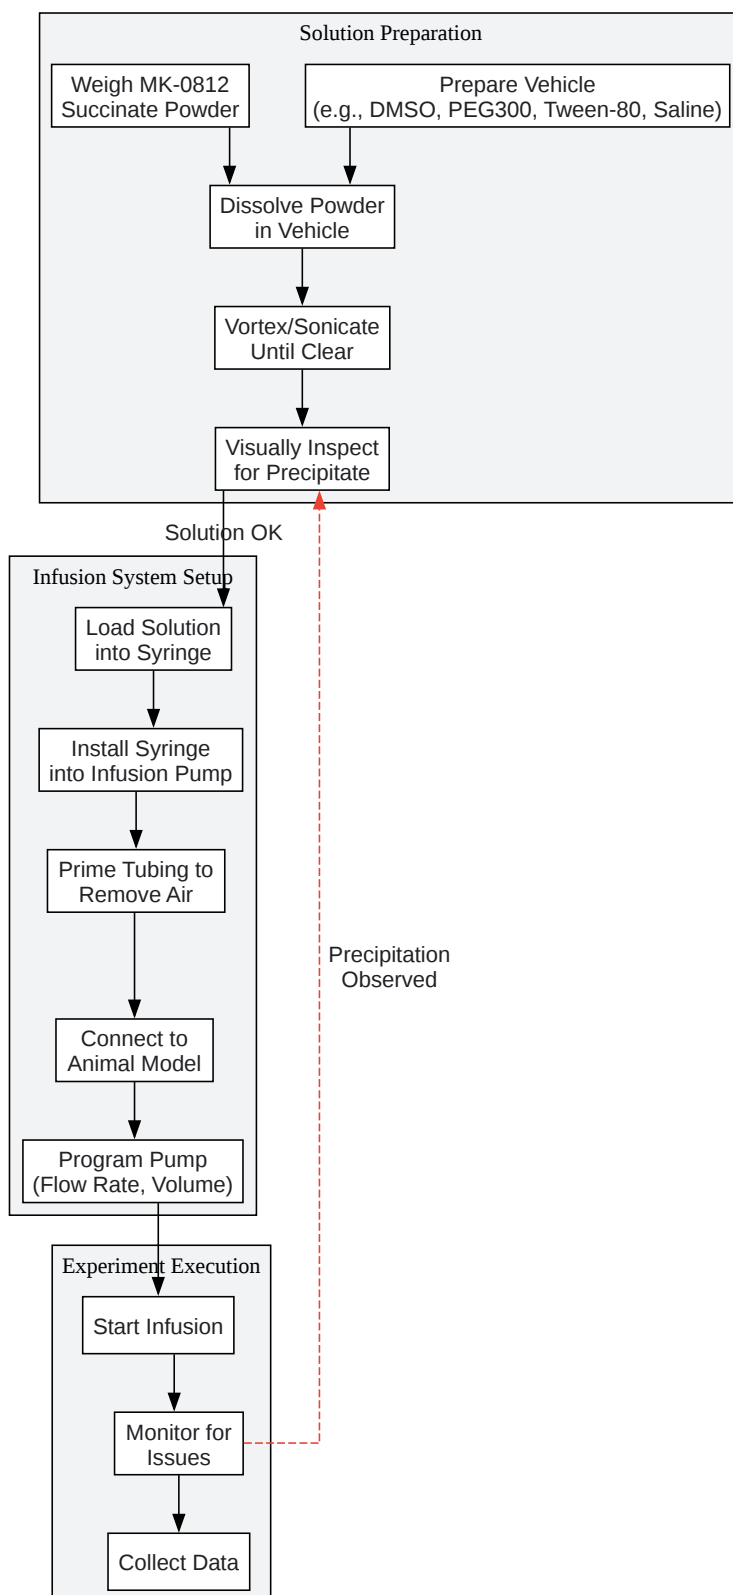 Solution Preparation
Weigh MK-0812
Succinate Powder
Prepare Vehicle
(e.g., DMSO, PEG300, Tween-80, Saline)
Dissolve Powder
in Vehicle
Vortex/Sonicate
Until Clear
Visually Inspect
for Precipitate
Solution OK
Infusion System Setup
Load Solution
into Syringe
Install Syringe
into Infusion Pump
Prime Tubing to
Remove Air
Precipitation
Observed
Connect to
Animal Model
Program Pump
(Flow Rate, Volume)
Experiment Execution
Start Infusion
Monitor for
Issues
Collect Data